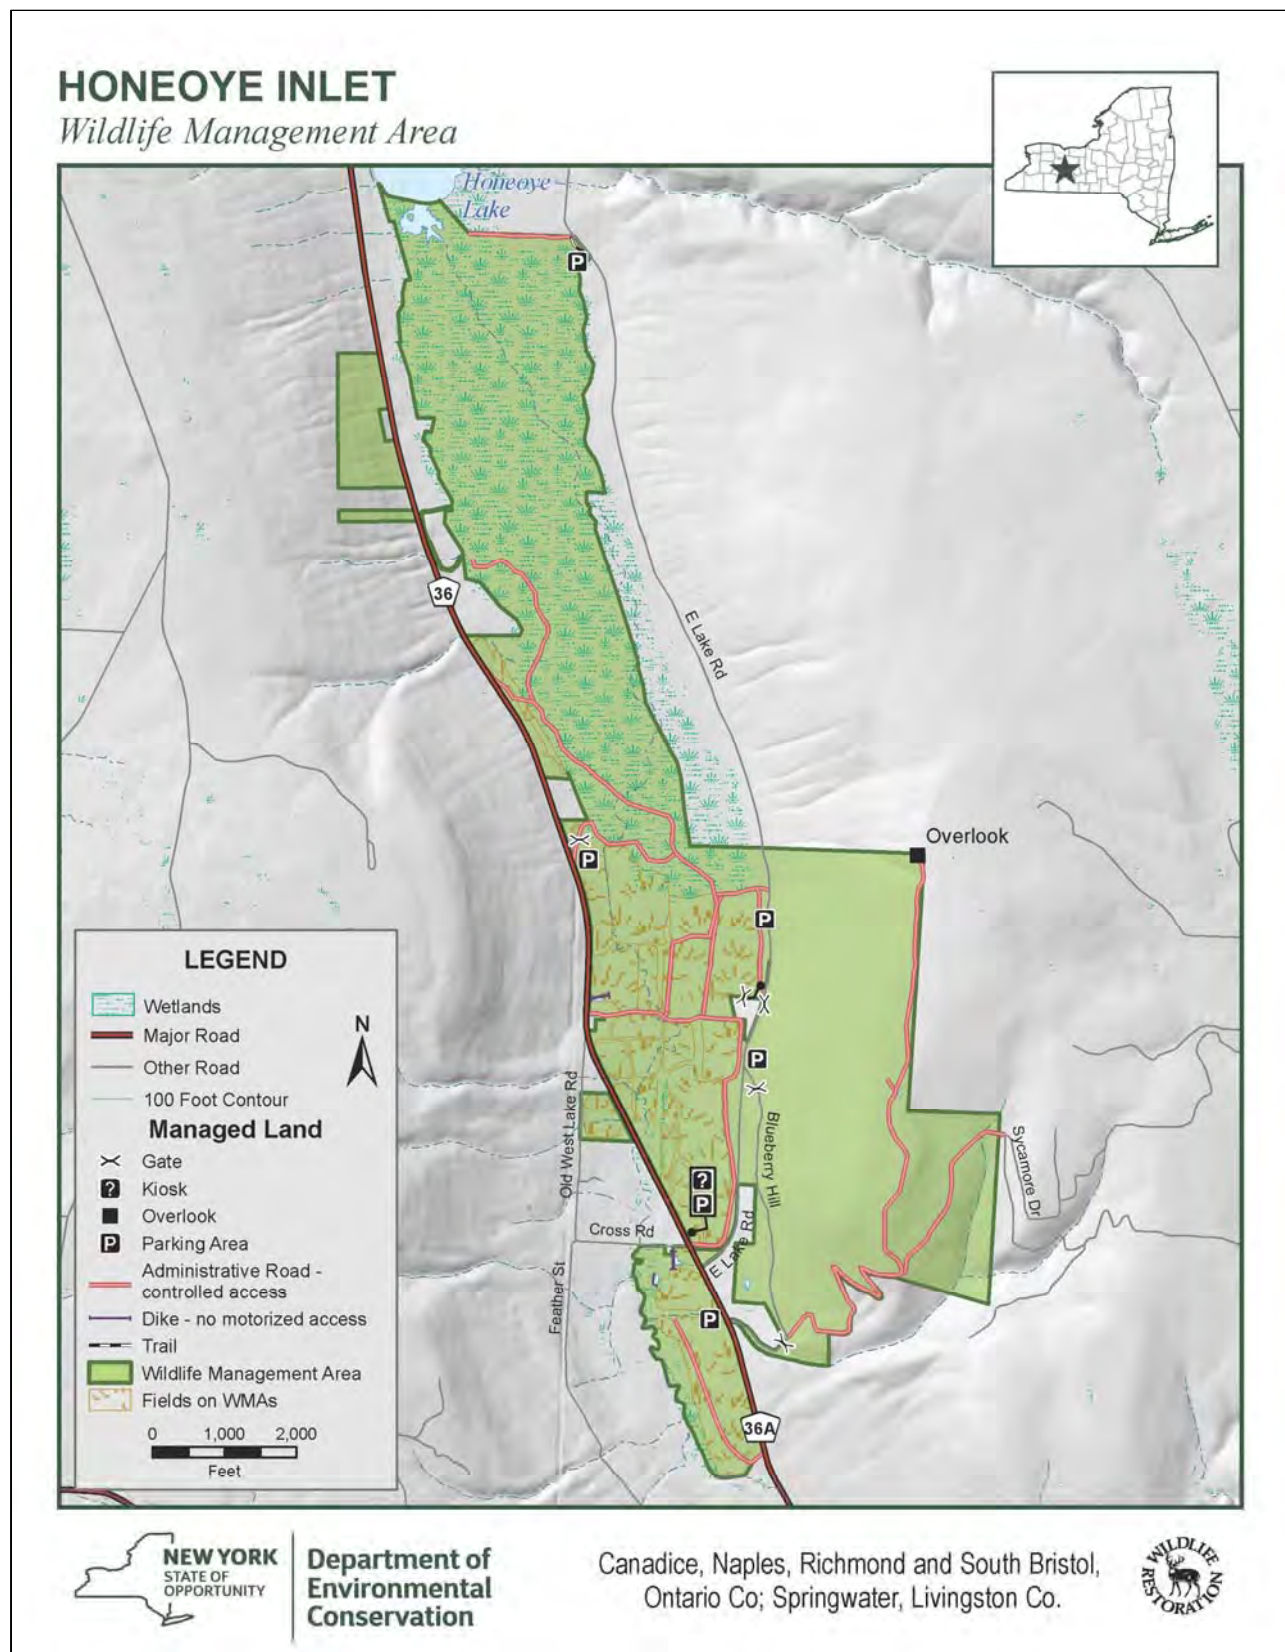 HONEOYE INLET
Wildlife Management Area
Honeoye
Lake
P
36
E Lake Rd
Overlook
P
P
P
Old West Lake Rd
Blueberry Hill
Sycamore Dr
?
P
Cross Rd
E Lake Rd
Feather St
P
36A
LEGEND
Wetlands
Major Road
Other Road
100 Foot Contour
N
Managed Land
Gate
? Kiosk
Overlook
P Parking Area
Administrative Road -
controlled access
Dike - no motorized access
Trail
Wildlife Management Area
Fields on WMAs
0 1,000 2,000
Feet
NEW YORK
STATE OF
OPPORTUNITY
Department of
Environmental
Conservation
Canadice, Naples, Richmond and South Bristol,
Ontario Co; Springwater, Livingston Co.
WILDLIFE
RESTORATION